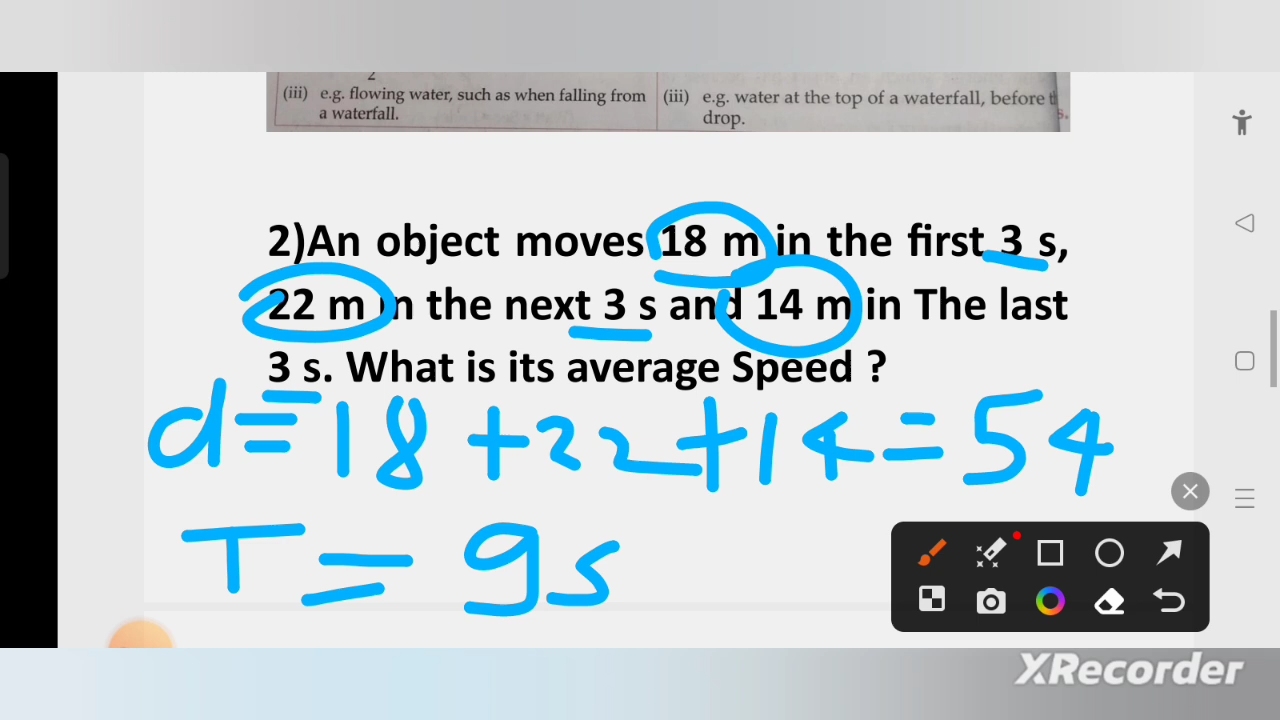 2
(iii) e.g. flowing water, such as when falling from
a waterfall.
(iii) e.g. water at the top of a waterfall, before
drop.
s.
2)An object moves 18 m in the first 3 s,
22 m in the next 3 s and 14 m in The last
3 s. What is its average Speed ?
d=18+22+14=54
T=9s
XRecorder